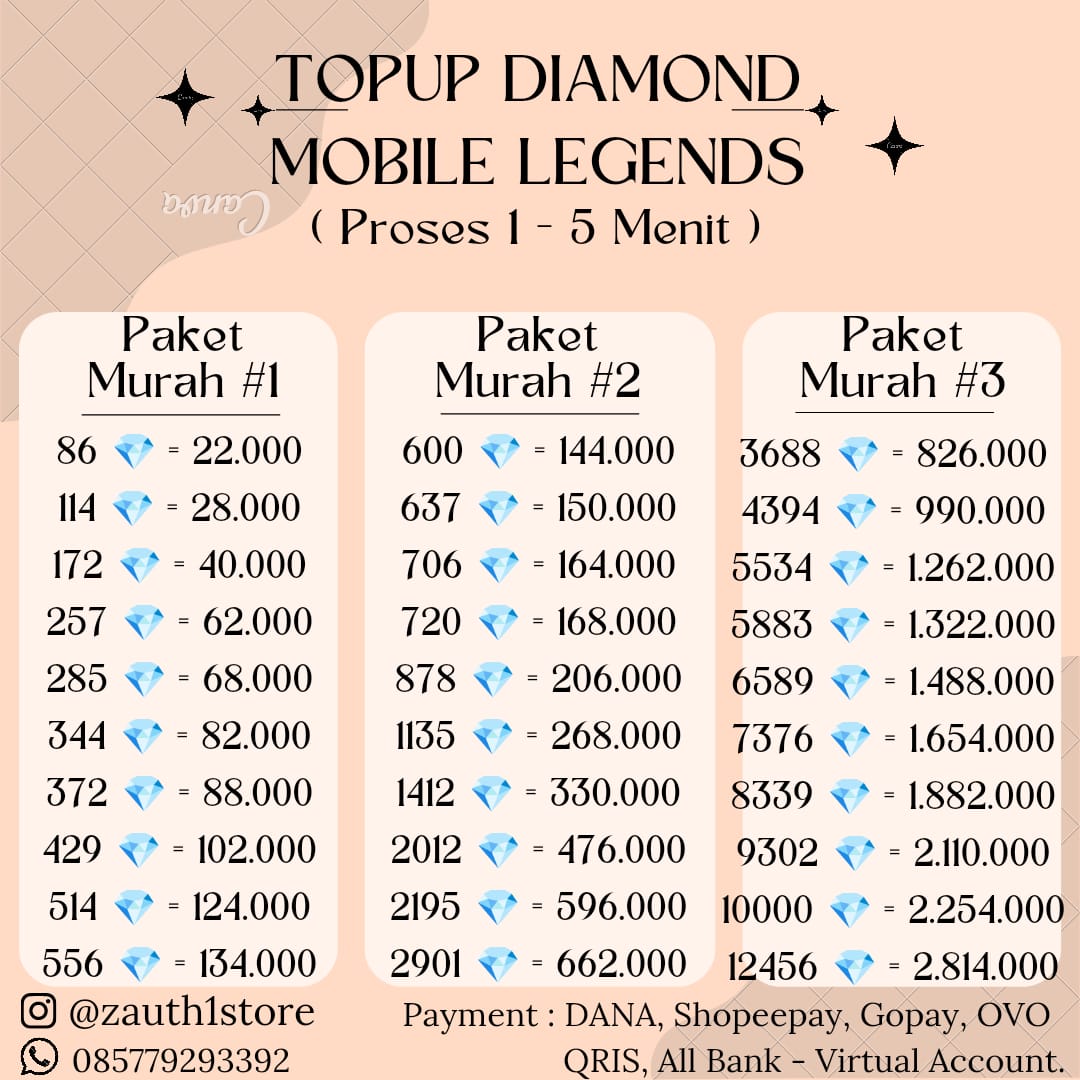 TOPUP DIAMOND
MOBILE LEGENDS
( Proses 1 - 5 Menit )
Canva
Paket
Murah #1
86 💎 = 22.000
114 💎 = 28.000
172 💎 = 40.000
257 💎 = 62.000
285 💎 = 68.000
344 💎 = 82.000
372 💎 = 88.000
429 💎 = 102.000
514 💎 = 124.000
556 💎 = 134.000
Paket
Murah #2
600 💎 = 144.000
637 💎 = 150.000
706 💎 = 164.000
720 💎 = 168.000
878 💎 = 206.000
1135 💎 = 268.000
1412 💎 = 330.000
2012 💎 = 476.000
2195 💎 = 596.000
2901 💎 = 662.000
Paket
Murah #3
3688 💎 = 826.000
4394 💎 = 990.000
5534 💎 = 1.262.000
5883 💎 = 1.322.000
6589 💎 = 1.488.000
7376 💎 = 1.654.000
8339 💎 = 1.882.000
9302 💎 = 2.110.000
10000 💎 = 2.254.000
12456 💎 = 2.814.000
@zauth1store
085779293392
Payment : DANA, Shopeepay, Gopay, OVO
QRIS, All Bank - Virtual Account.